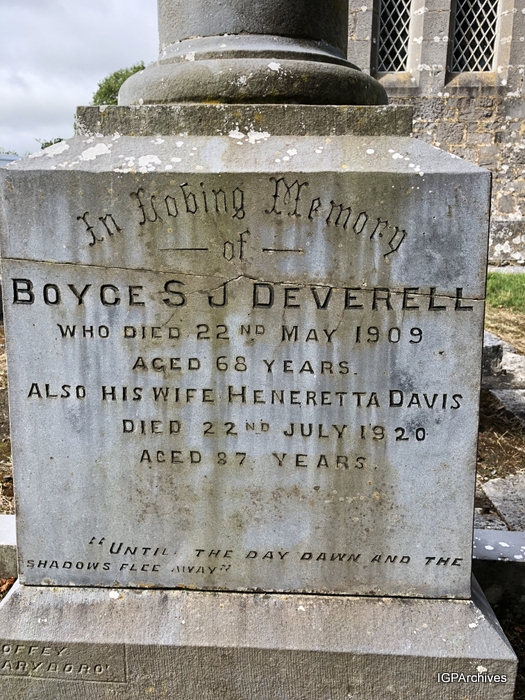 In Loving Memory
of
BOYCE S J DEVERELL
WHO DIED 22ND MAY 1909
AGED 68 YEARS.
ALSO HIS WIFE HENERETTA DAVIS
DIED 22ND JULY 1920
AGED 87 YEARS.
"UNTIL THE DAY DAWN AND THE
SHADOWS FLEE AWAY"
OFFEY
ARYBORO'
IGPArchives